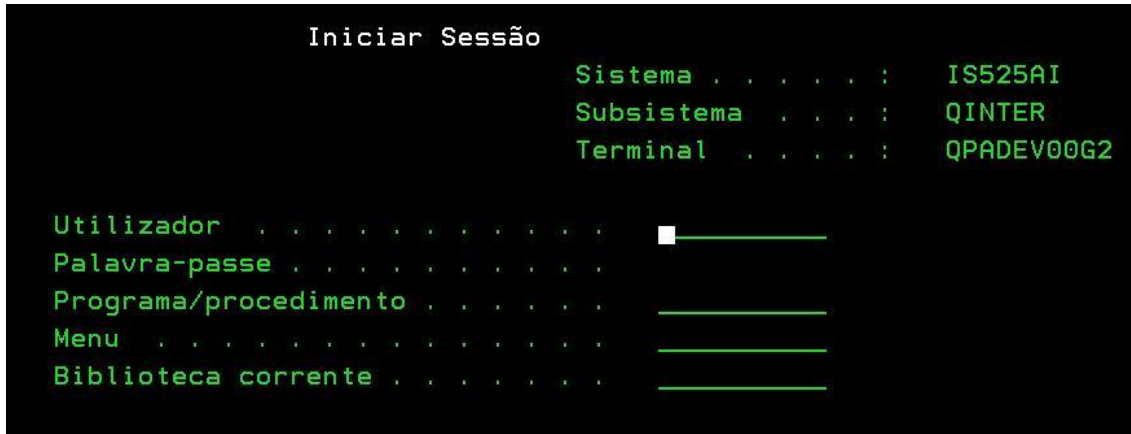 Iniciar Sessão
Sistema . . . . . : IS525AI
Subsistema . . . : QINTER
Terminal . . . . : QPADEV00G2
Utilizador . . . . . . . . . . .
Palavra-passe . . . . . . . . . .
Programa/procedimento . . . . . .
Menu . . . . . . . . . . . . . .
Biblioteca corrente . . . . . . .